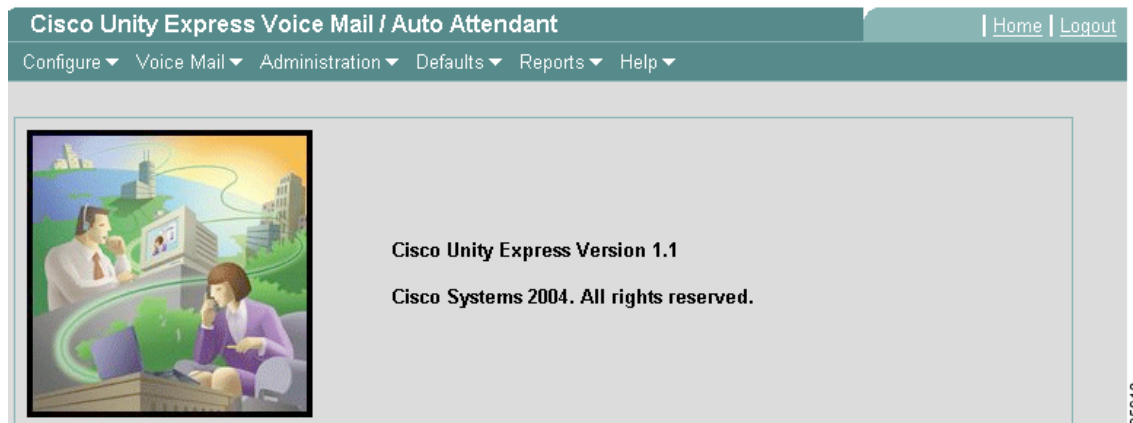 Cisco Unity Express Voice Mail / Auto Attendant
Home Logout
Configure Voice Mail Administration Defaults Reports Help
Cisco Unity Express Version 1.1
Cisco Systems 2004. All rights reserved.